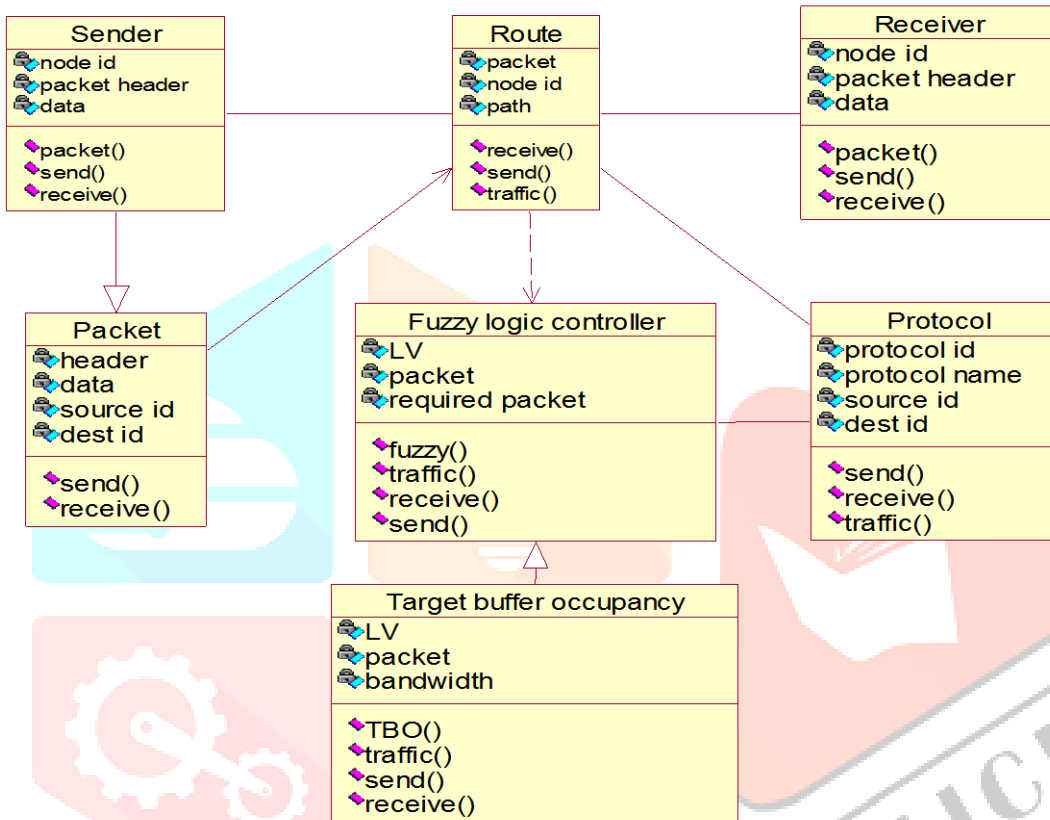 Sender
node id
packet header
data
packet()
send()
receive()
Route
packet
node id
path
receive()
send()
traffic()
Receiver
node id
packet header
data
packet()
send()
receive()
Packet
header
data
source id
dest id
send()
receive()
Fuzzy logic controller
LV
packet
required packet
fuzzy()
traffic()
receive()
send()
Protocol
protocol id
protocol name
source id
dest id
send()
receive()
traffic()
Target buffer occupancy
LV
packet
bandwidth
TBO()
traffic()
send()
receive()